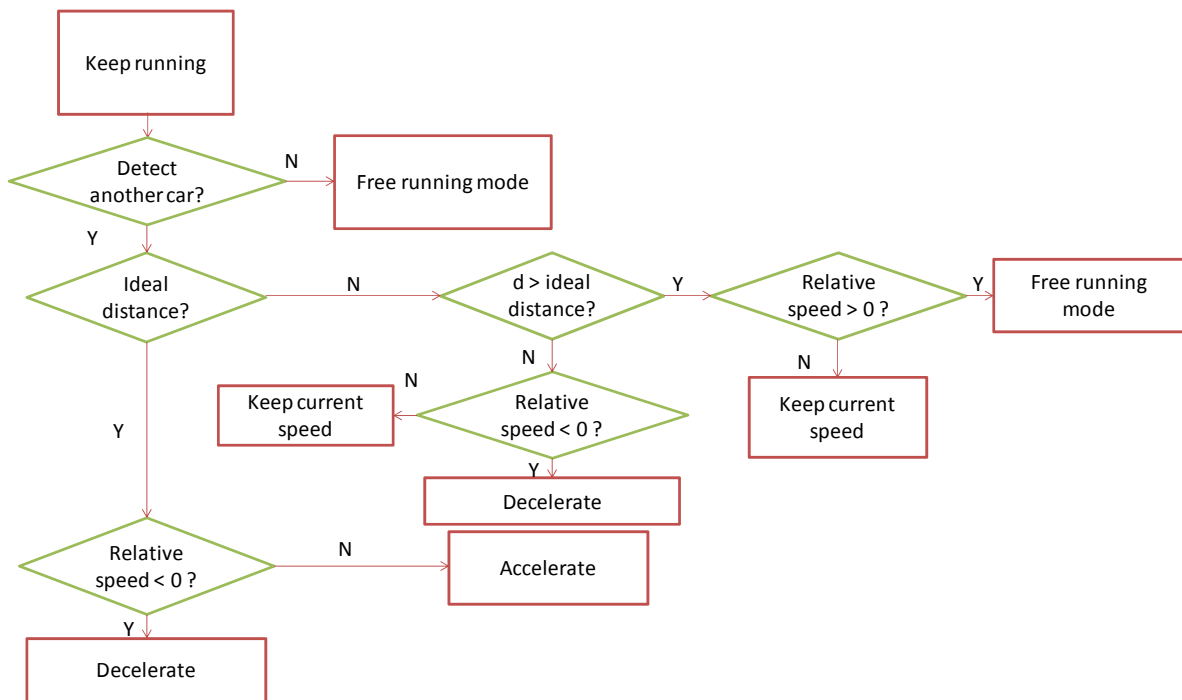 Keep running
Detect
another car?
N
Free running mode
Y
Ideal
distance?
N
d > ideal
distance?
Y
Relative
speed > 0 ?
Y
Free running
mode
N
N
Keep current
speed
N
Relative
speed < 0 ?
Keep current
speed
Y
Y
Decelerate
Relative
speed < 0 ?
N
Accelerate
Y
Decelerate